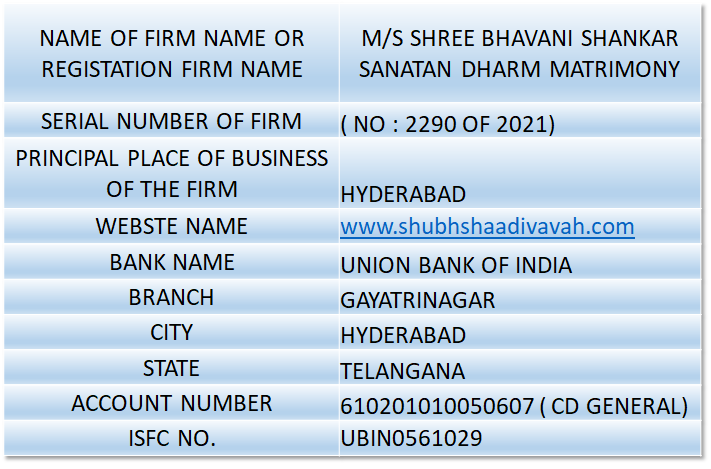 NAME OF FIRM NAME OR
REGISTATION FIRM NAME
M/S SHREE BHAVANI SHANKAR
SANATAN DHARM MATRIMONY
SERIAL NUMBER OF FIRM
( NO : 2290 OF 2021)
PRINCIPAL PLACE OF BUSINESS
OF THE FIRM
HYDERABAD
WEBSTE NAME
www.shubhshaadivavah.com
BANK NAME
UNION BANK OF INDIA
BRANCH
GAYATRINAGAR
CITY
HYDERABAD
STATE
TELANGANA
ACCOUNT NUMBER
610201010050607 ( CD GENERAL)
ISFC NO.
UBIN0561029